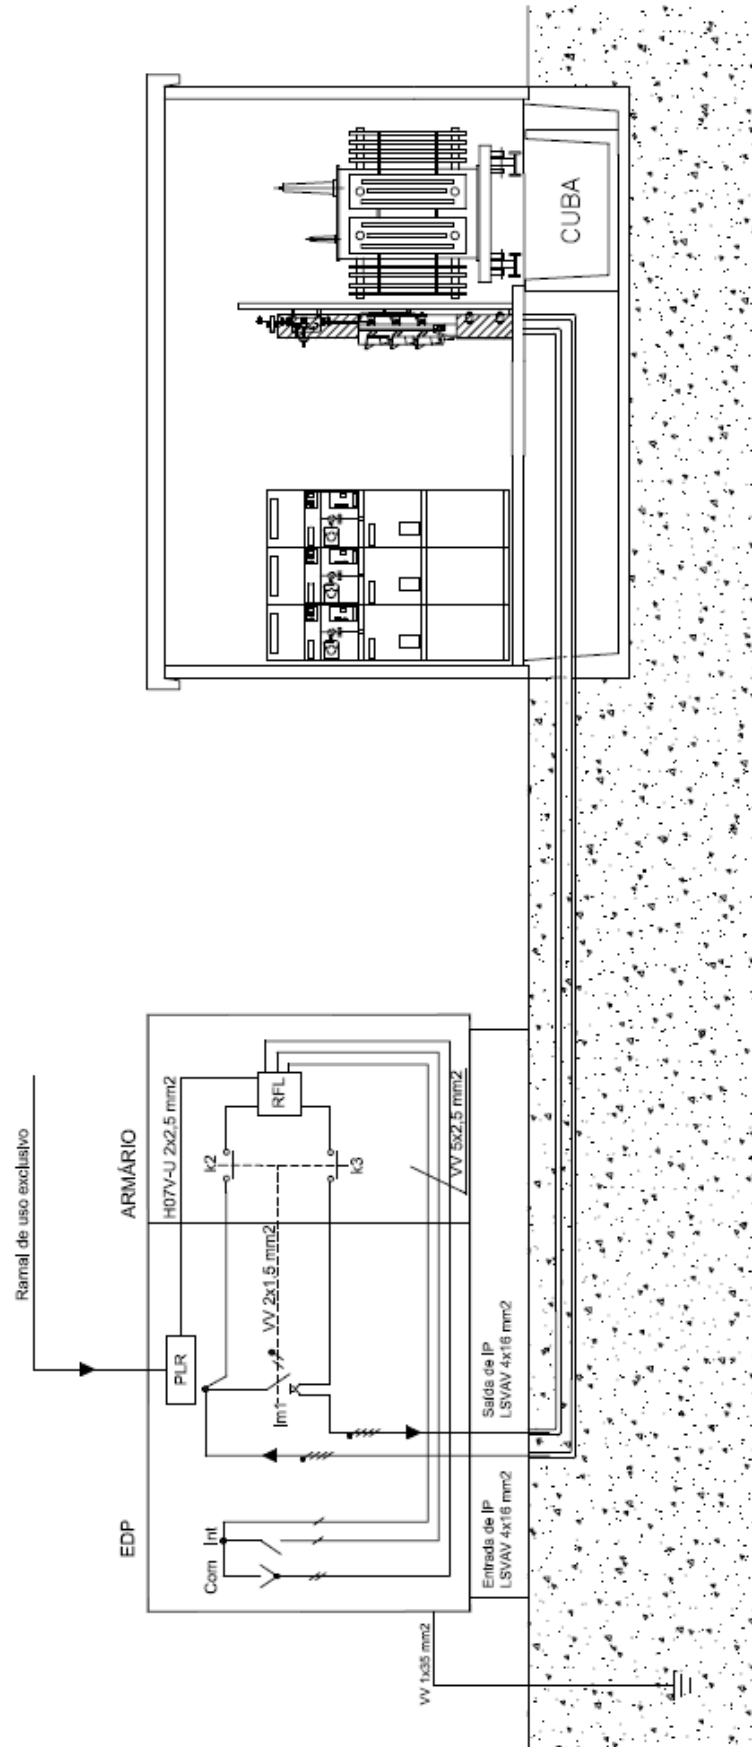 Ramal de uso exclusivo
EDP
ARMÁRIO
PLR
H07V-U 2x2,5 mm2
RFL
k2
k3
VV 2x1,5 mm2
VV 5x2,5 mm2
Im1
Com
Int
Entrada de IP
LSVAV 4x16 mm2
Saída de IP
LSVAV 4x16 mm2
VV 1x35 mm2
CUBA